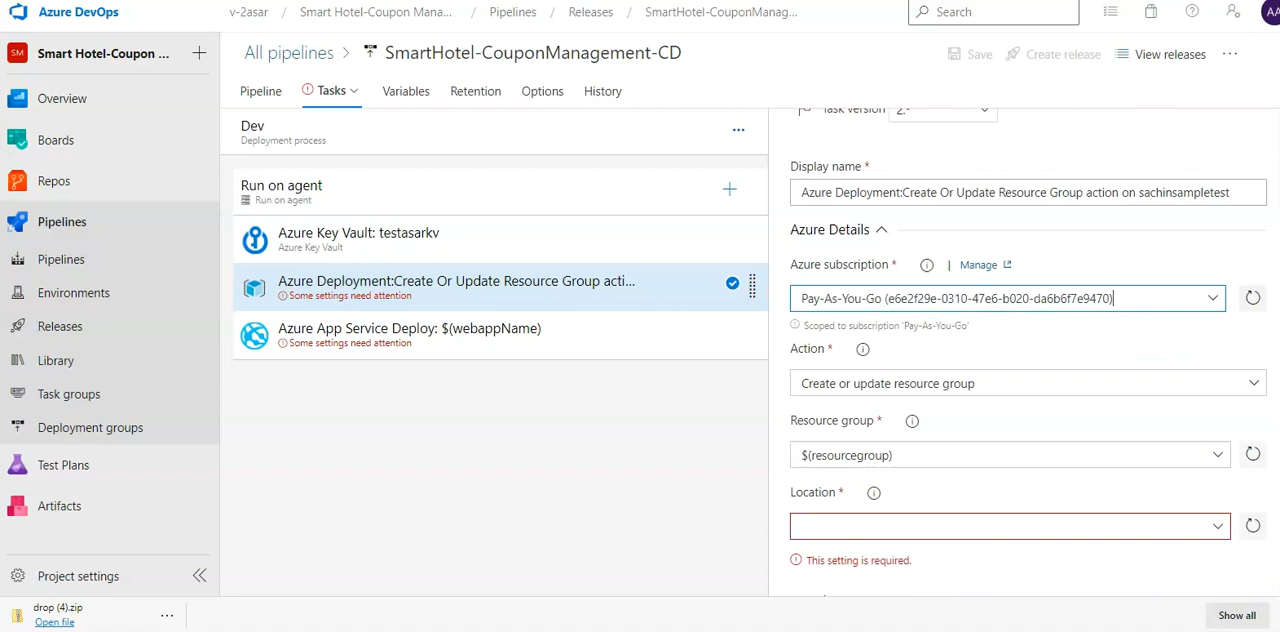 Azure DevOps
v-2asar / Smart Hotel-Coupon Mana... / Pipelines / Releases / SmartHotel-CouponManag...
Search
AA
SM
Smart Hotel-Coupon ...
Overview
Boards
Repos
Pipelines
Pipelines
Environments
Releases
Library
Task groups
Deployment groups
Test Plans
Artifacts
Project settings
All pipelines > SmartHotel-CouponManagement-CD
Save
Create release
View releases
Pipeline
Tasks
Variables
Retention
Options
History
Dev
Deployment process
Run on agent
Run on agent
Azure Key Vault: testasarkv
Azure Key Vault
Azure Deployment:Create Or Update Resource Group acti...
Some settings need attention
Azure App Service Deploy: $(webappName)
Some settings need attention
Task version
2.*
Display name *
Azure Deployment:Create Or Update Resource Group action on sachinsampletest
Azure Details
Azure subscription * | Manage
Pay-As-You-Go (e6e2f29e-0310-47e6-b020-da6b6f7e9470)
Scoped to subscription 'Pay-As-You-Go'
Action *
Create or update resource group
Resource group *
$(resourcegroup)
Location *
This setting is required.
drop (4).zip
Open file
Show all